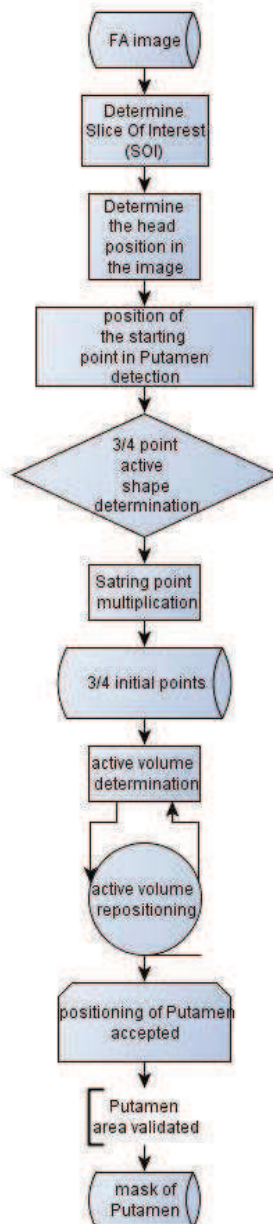 FA image
Determine
Slice Of Interest
(SOI)
Determine
the head
position in
the image
position of
the starting
point in Putamen
detection
3/4 point
active
shape
determination
Satring point
multiplication
3/4 initial points
active volume
determination
active volume
repositioning
positioning of Putamen
accepted
Putamen
area validated
mask of
Putamen